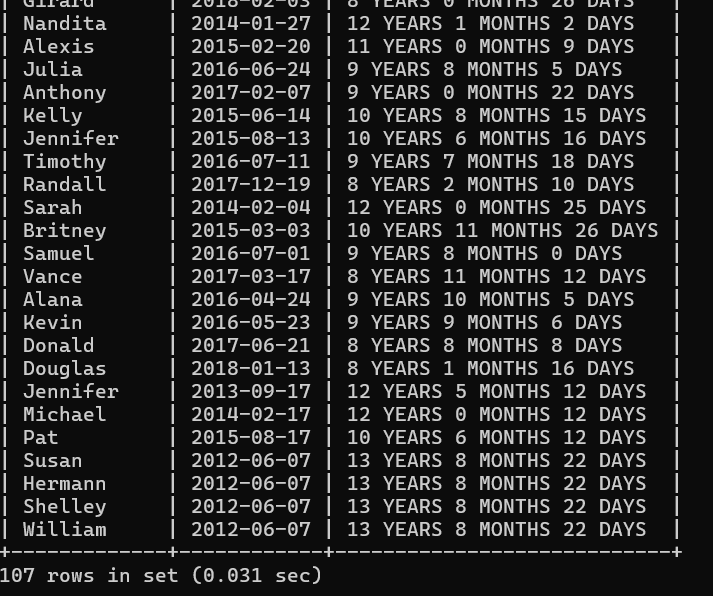 | Girard | 2018-02-03 | 8 YEARS 0 MONTHS 26 DAYS |
| Nandita | 2014-01-27 | 12 YEARS 1 MONTHS 2 DAYS |
| Alexis | 2015-02-20 | 11 YEARS 0 MONTHS 9 DAYS |
| Julia | 2016-06-24 | 9 YEARS 8 MONTHS 5 DAYS |
| Anthony | 2017-02-07 | 9 YEARS 0 MONTHS 22 DAYS |
| Kelly | 2015-06-14 | 10 YEARS 8 MONTHS 15 DAYS |
| Jennifer | 2015-08-13 | 10 YEARS 6 MONTHS 16 DAYS |
| Timothy | 2016-07-11 | 9 YEARS 7 MONTHS 18 DAYS |
| Randall | 2017-12-19 | 8 YEARS 2 MONTHS 10 DAYS |
| Sarah | 2014-02-04 | 12 YEARS 0 MONTHS 25 DAYS |
| Britney | 2015-03-03 | 10 YEARS 11 MONTHS 26 DAYS |
| Samuel | 2016-07-01 | 9 YEARS 8 MONTHS 0 DAYS |
| Vance | 2017-03-17 | 8 YEARS 11 MONTHS 12 DAYS |
| Alana | 2016-04-24 | 9 YEARS 10 MONTHS 5 DAYS |
| Kevin | 2016-05-23 | 9 YEARS 9 MONTHS 6 DAYS |
| Donald | 2017-06-21 | 8 YEARS 8 MONTHS 8 DAYS |
| Douglas | 2018-01-13 | 8 YEARS 1 MONTHS 16 DAYS |
| Jennifer | 2013-09-17 | 12 YEARS 5 MONTHS 12 DAYS |
| Michael | 2014-02-17 | 12 YEARS 0 MONTHS 12 DAYS |
| Pat | 2015-08-17 | 10 YEARS 6 MONTHS 12 DAYS |
| Susan | 2012-06-07 | 13 YEARS 8 MONTHS 22 DAYS |
| Hermann | 2012-06-07 | 13 YEARS 8 MONTHS 22 DAYS |
| Shelley | 2012-06-07 | 13 YEARS 8 MONTHS 22 DAYS |
| William | 2012-06-07 | 13 YEARS 8 MONTHS 22 DAYS |
+-------------+------------+----------------------------+
107 rows in set (0.031 sec)